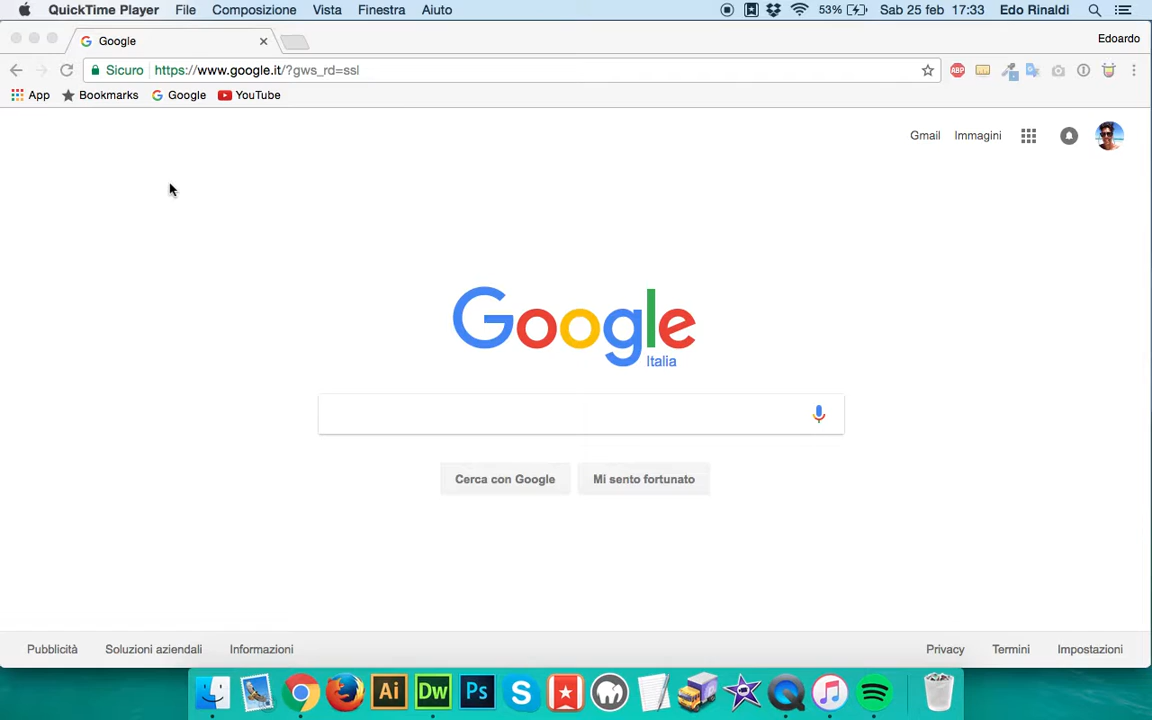 QuickTime Player File Composizione Vista Finestra Aiuto 53% Sab 25 feb 17:33 Edo Rinaldi
Google Edoardo
Sicuro https://www.google.it/?gws_rd=ssl ABP
App Bookmarks Google YouTube
Gmail Immagini
Google
Italia
Cerca con Google Mi sento fortunato
Pubblicità Soluzioni aziendali Informazioni Privacy Termini Impostazioni
Ai Dw Ps S